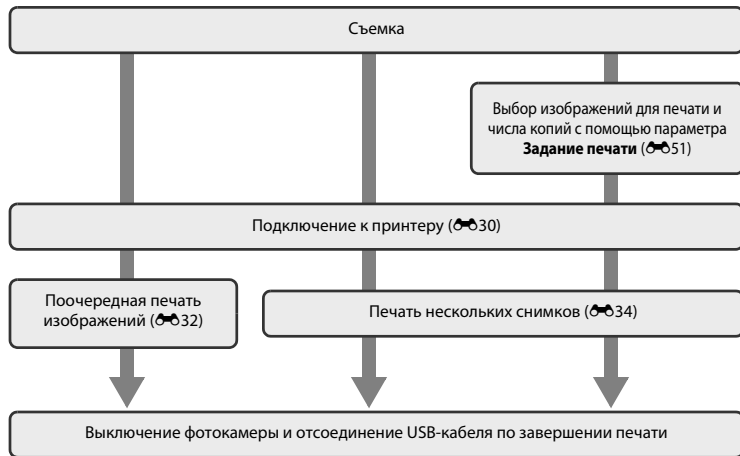 Съемка
Выбор изображений для печати и
числа копий с помощью параметра
Задание печати (51)
Подключение к принтеру (30)
Поочередная печать
изображений (32)
Печать нескольких снимков (34)
Выключение фотокамеры и отсоединение USB-кабеля по завершении печати